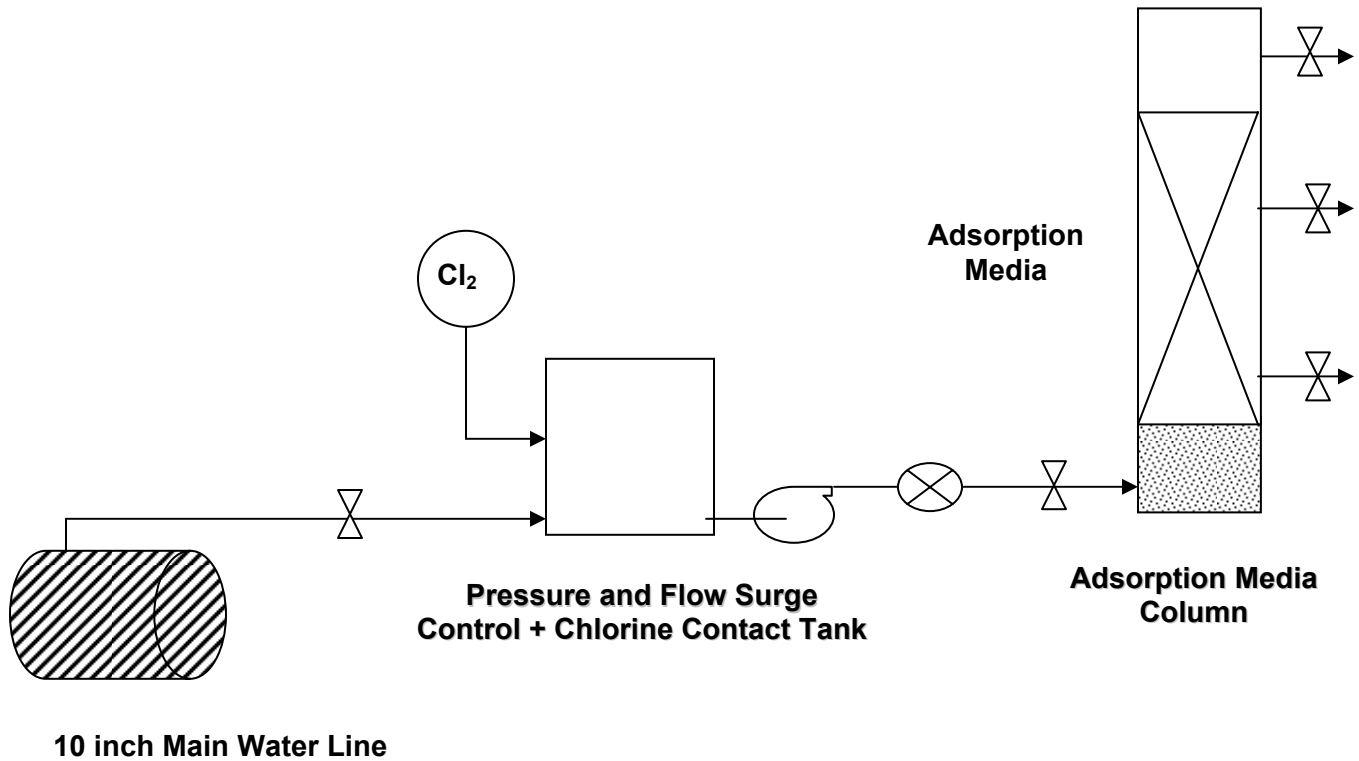 Adsorption
Media
Cl₂
Pressure and Flow Surge
Control + Chlorine Contact Tank
Adsorption Media
Column
10 inch Main Water Line